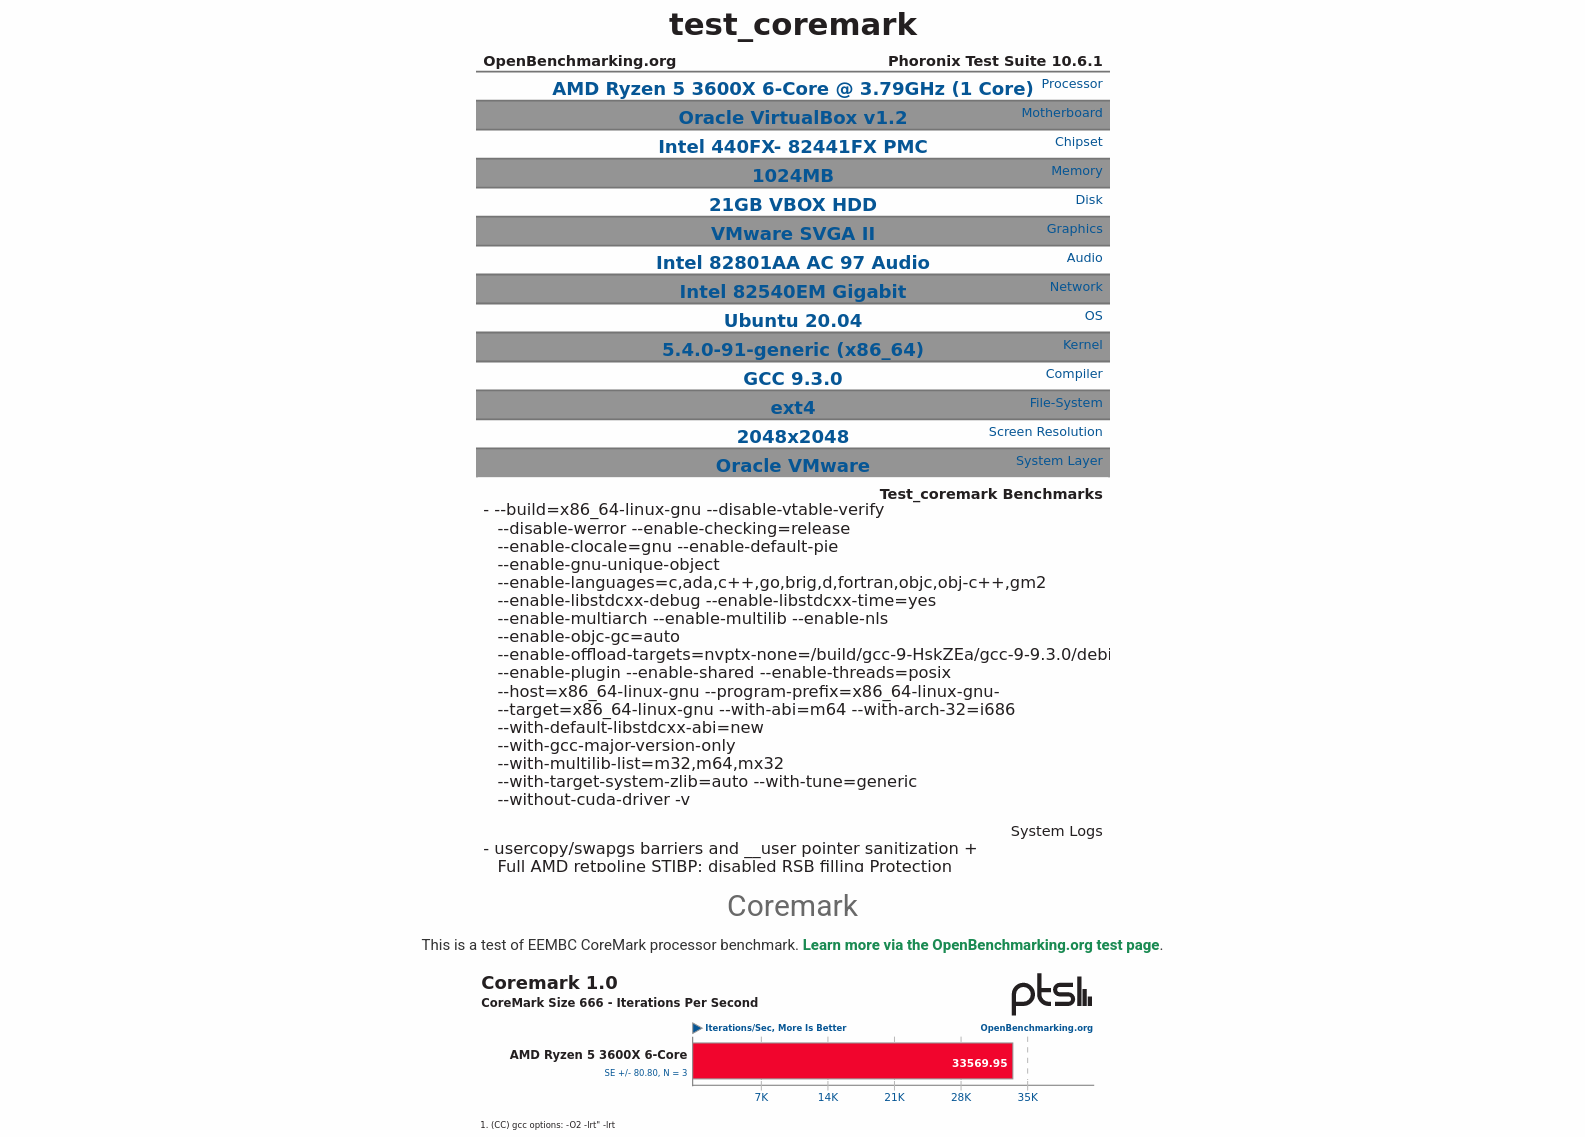 test_coremark
OpenBenchmarking.org Phoronix Test Suite 10.6.1
AMD Ryzen 5 3600X 6-Core @ 3.79GHz (1 Core) Processor
Oracle VirtualBox v1.2 Motherboard
Intel 440FX- 82441FX PMC Chipset
1024MB Memory
21GB VBOX HDD Disk
VMware SVGA II Graphics
Intel 82801AA AC 97 Audio Audio
Intel 82540EM Gigabit Network
Ubuntu 20.04 OS
5.4.0-91-generic (x86_64) Kernel
GCC 9.3.0 Compiler
ext4 File-System
2048x2048 Screen Resolution
Oracle VMware System Layer
Test_coremark Benchmarks
- --build=x86_64-linux-gnu --disable-vtable-verify
--disable-werror --enable-checking=release
--enable-clocale=gnu --enable-default-pie
--enable-gnu-unique-object
--enable-languages=c,ada,c++,go,brig,d,fortran,objc,obj-c++,gm2
--enable-libstdcxx-debug --enable-libstdcxx-time=yes
--enable-multiarch --enable-multilib --enable-nls
--enable-objc-gc=auto
--enable-offload-targets=nvptx-none=/build/gcc-9-HskZEa/gcc-9-9.3.0/debi
--enable-plugin --enable-shared --enable-threads=posix
--host=x86_64-linux-gnu --program-prefix=x86_64-linux-gnu-
--target=x86_64-linux-gnu --with-abi=m64 --with-arch-32=i686
--with-default-libstdcxx-abi=new
--with-gcc-major-version-only
--with-multilib-list=m32,m64,mx32
--with-target-system-zlib=auto --with-tune=generic
--without-cuda-driver -v
System Logs
- usercopy/swapgs barriers and __user pointer sanitization +
Full AMD retpoline STIBP: disabled RSB filling Protection
Coremark
This is a test of EEMBC CoreMark processor benchmark. Learn more via the OpenBenchmarking.org test page.
Coremark 1.0
CoreMark Size 666 - Iterations Per Second
pts
Iterations/Sec, More Is Better OpenBenchmarking.org
AMD Ryzen 5 3600X 6-Core
33569.95
SE +/- 80.80, N = 3
7K 14K 21K 28K 35K
1. (CC) gcc options: -O2 -lrt" -lrt